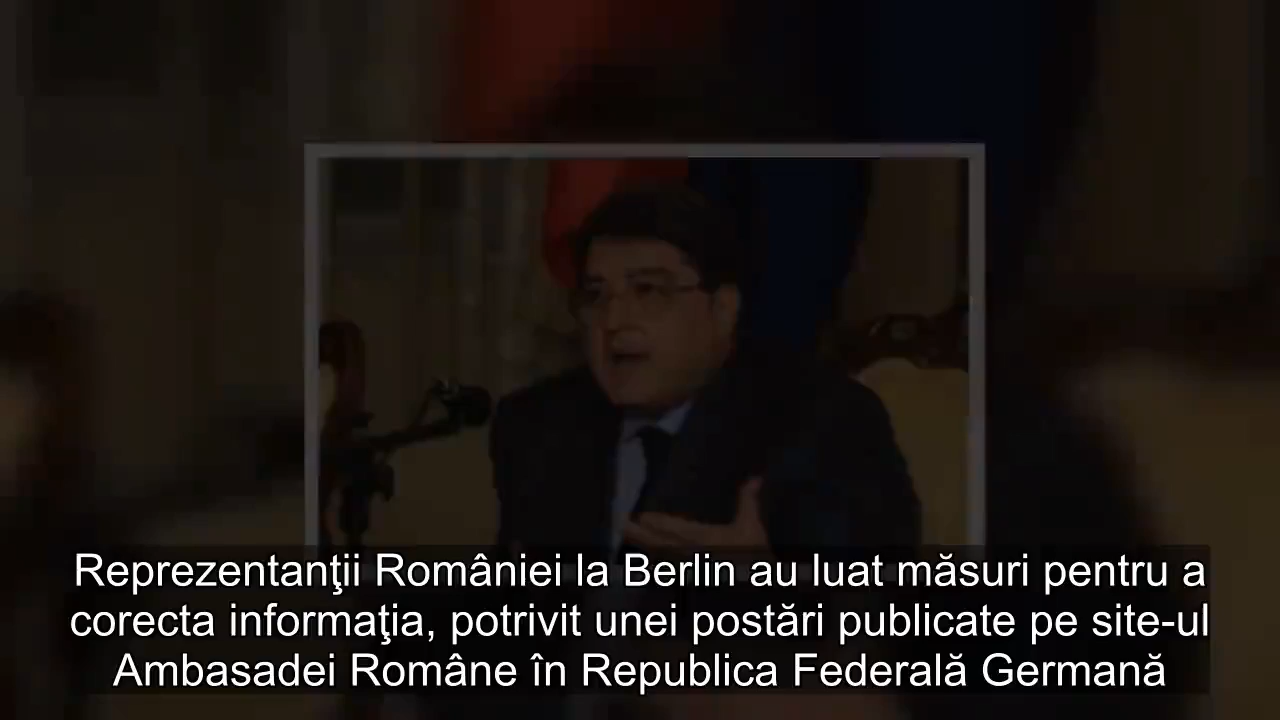 Reprezentanţii României la Berlin au luat măsuri pentru a
corecta informaţia, potrivit unei postări publicate pe site-ul
Ambasadei Române în Republica Federală Germană